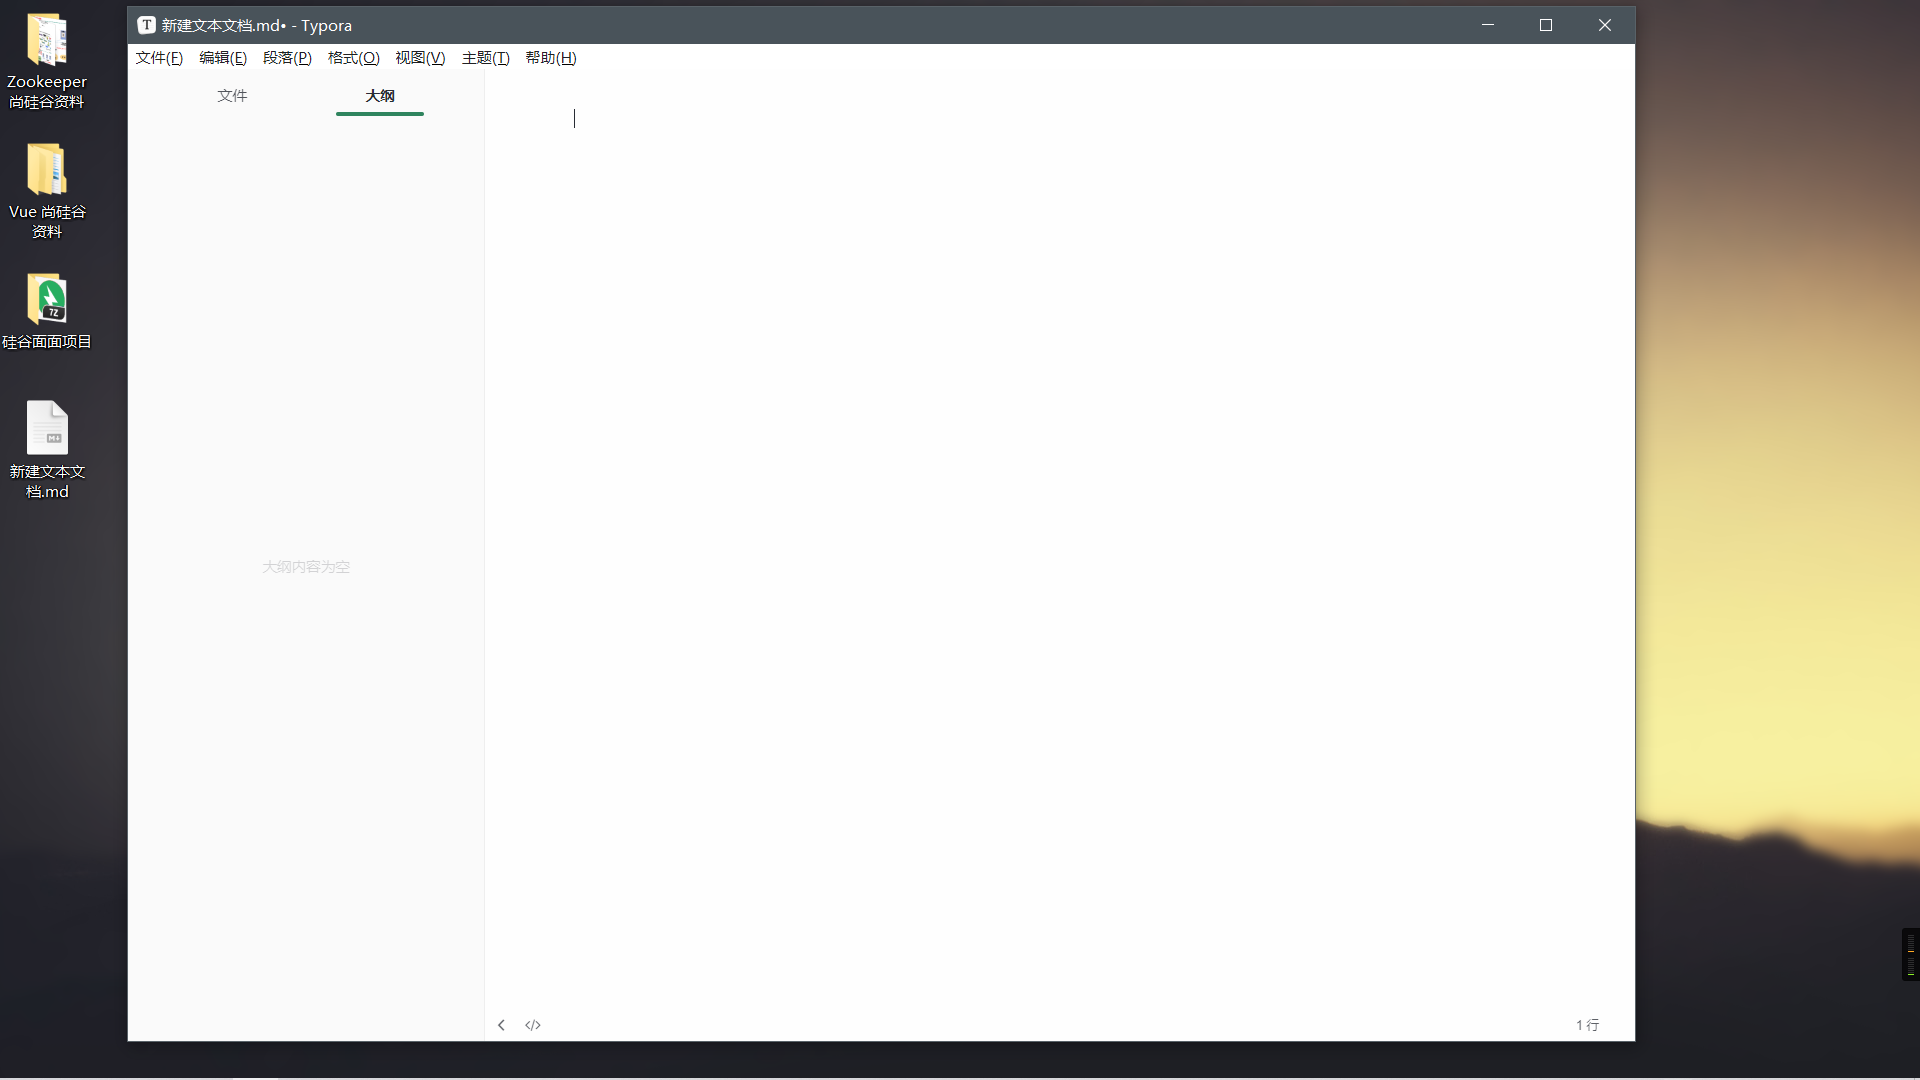 Zookeeper
尚硅谷资料
Vue 尚硅谷
资料
7Z
硅谷面面项目
M↓
新建文本文
档.md
T 新建文本文档.md• - Typora
文件(F) 编辑(E) 段落(P) 格式(O) 视图(V) 主题(T) 帮助(H)
文件 大纲
大纲内容为空
</> 1 行